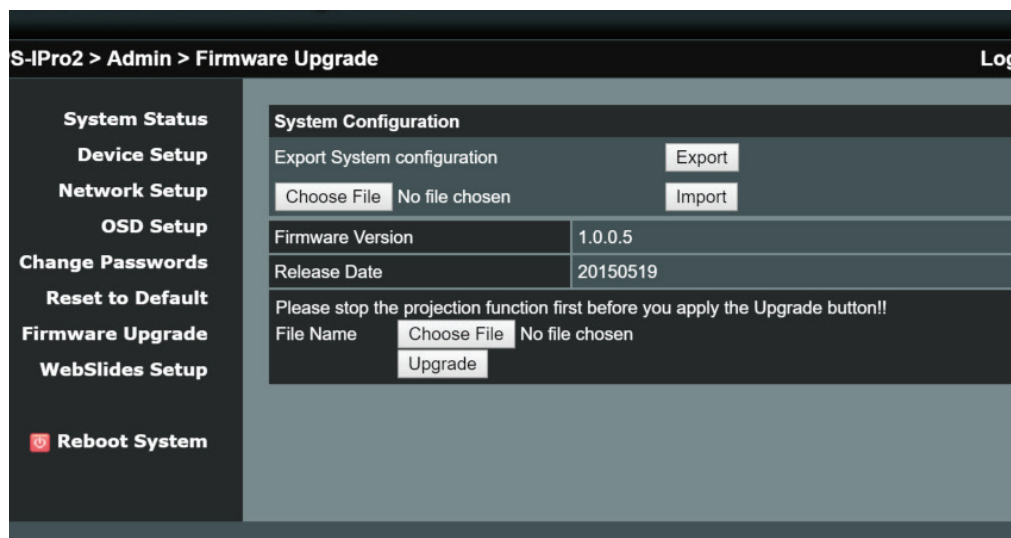 S-IPro2 > Admin > Firmware Upgrade
Log
System Status
Device Setup
Network Setup
OSD Setup
Change Passwords
Reset to Default
Firmware Upgrade
WebSlides Setup
Reboot System
System Configuration
Export System configuration Export
Choose File No file chosen Import
Firmware Version 1.0.0.5
Release Date 20150519
Please stop the projection function first before you apply the Upgrade button!!
File Name Choose File No file chosen
Upgrade